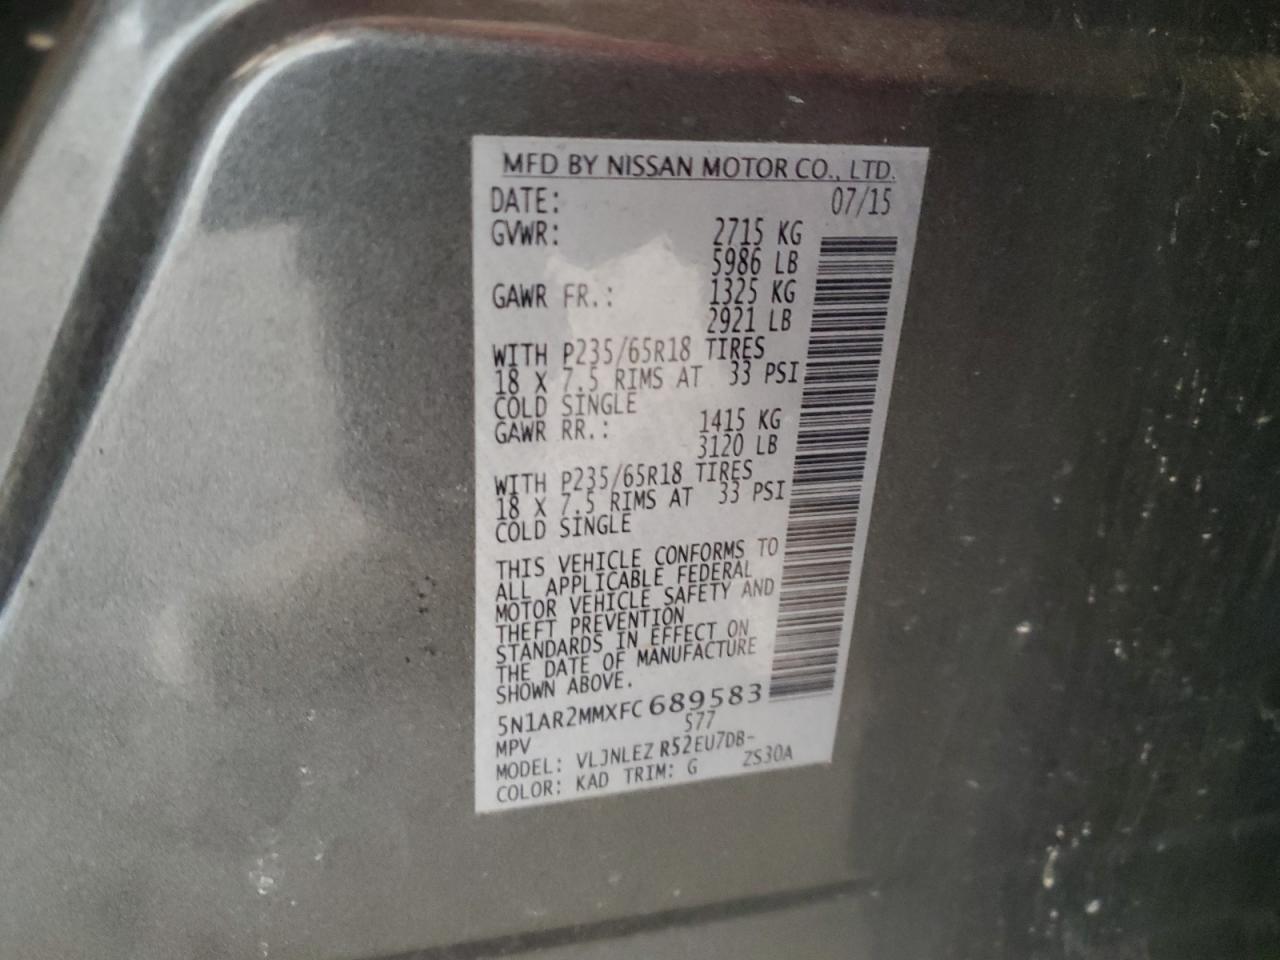 MFD BY NISSAN MOTOR CO., LTD.
DATE: 07/15
GVWR: 2715 KG
5986 LB
GAWR FR.: 1325 KG
2921 LB
WITH P235/65R18 TIRES
18 X 7.5 RIMS AT 33 PSI
COLD SINGLE
GAWR RR.: 1415 KG
3120 LB
WITH P235/65R18 TIRES
18 X 7.5 RIMS AT 33 PSI
COLD SINGLE
THIS VEHICLE CONFORMS TO
ALL APPLICABLE FEDERAL
MOTOR VEHICLE SAFETY AND
THEFT PREVENTION
STANDARDS IN EFFECT ON
THE DATE OF MANUFACTURE
SHOWN ABOVE.
5N1AR2MMXFC689583
MPV 577
MODEL: VLJNLEZ R52EU7DB-
COLOR: KAD TRIM: G ZS30A